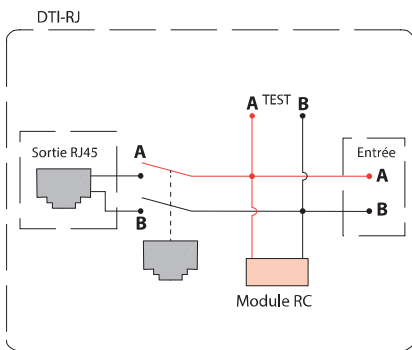 DTI-RJ
A TEST B
Sortie RJ45
A
Entrée
A
B
B
Module RC